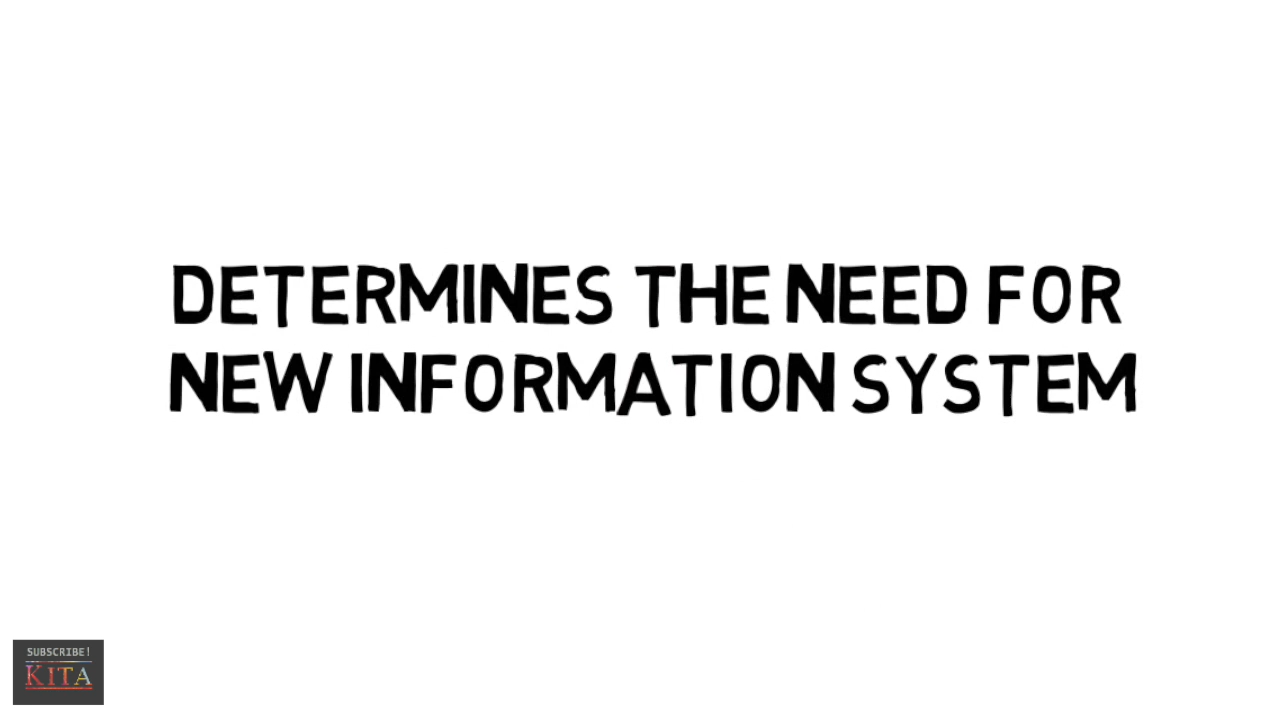 DETERMINES THE NEED FOR
NEW INFORMATION SYSTEM
SUBSCRIBE!
KITA